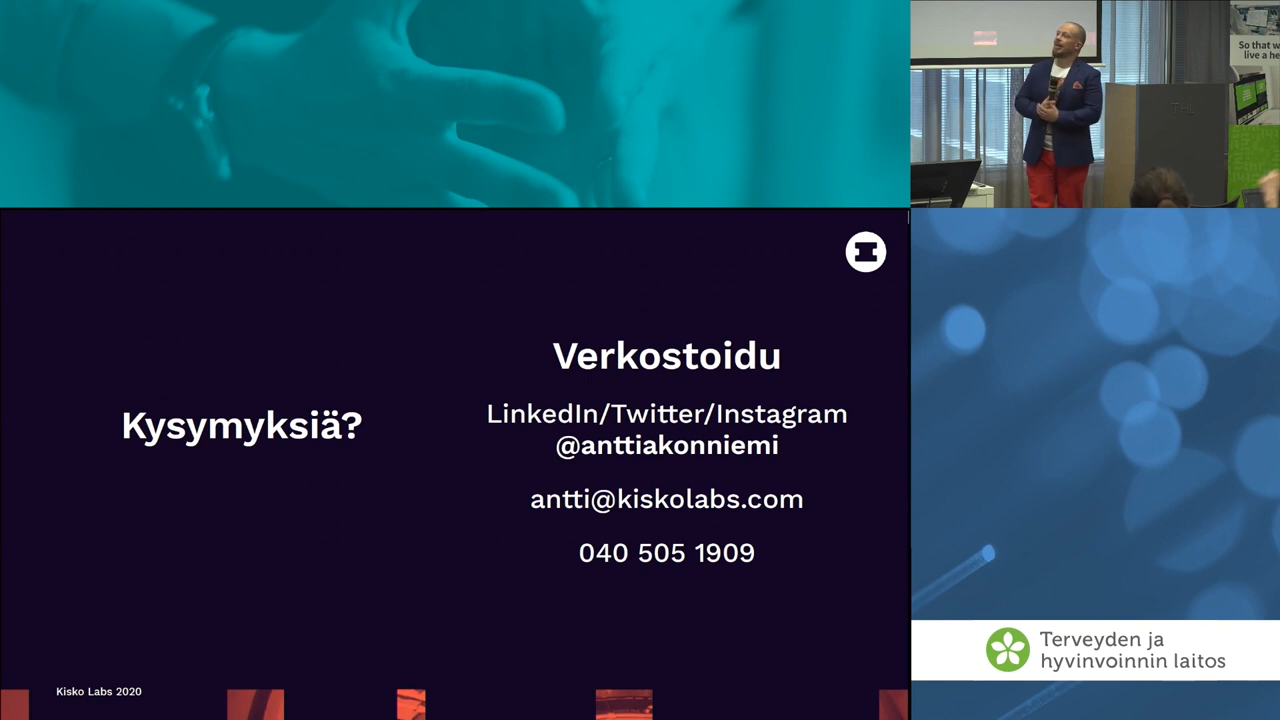 So that w
live a he
THL
Kysymyksiä?
Verkostoidu
LinkedIn/Twitter/Instagram
@anttiakonniemi
antti@kiskolabs.com
040 505 1909
Kisko Labs 2020
Terveyden ja
hyvinvoinnin laitos